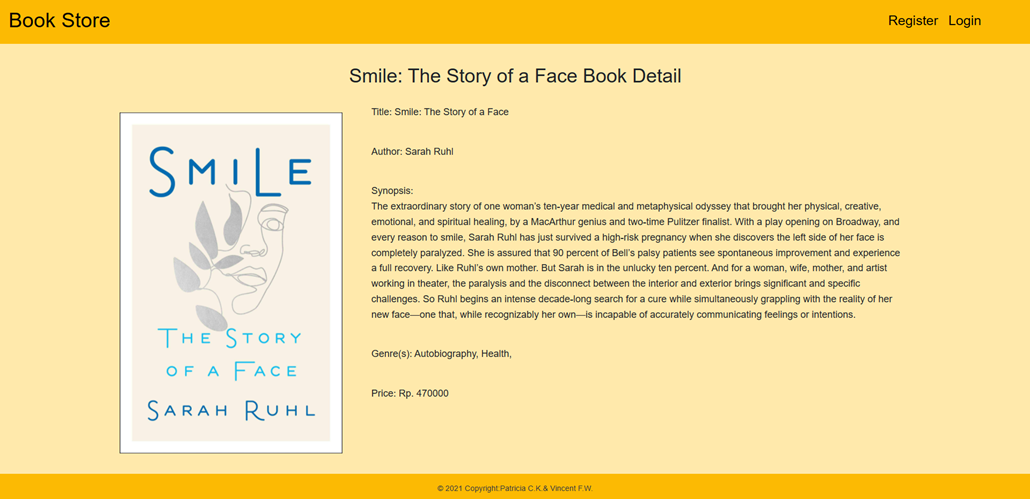 Book Store
Register Login
Smile: The Story of a Face Book Detail
SMILE
THE STORY
OF A FACE
SARAH RUHL
Title: Smile: The Story of a Face
Author: Sarah Ruhl
Synopsis:
The extraordinary story of one woman’s ten-year medical and metaphysical odyssey that brought her physical, creative,
emotional, and spiritual healing, by a MacArthur genius and two-time Pulitzer finalist. With a play opening on Broadway, and
every reason to smile, Sarah Ruhl has just survived a high-risk pregnancy when she discovers the left side of her face is
completely paralyzed. She is assured that 90 percent of Bell’s palsy patients see spontaneous improvement and experience
a full recovery. Like Ruhl’s own mother. But Sarah is in the unlucky ten percent. And for a woman, wife, mother, and artist
working in theater, the paralysis and the disconnect between the interior and exterior brings significant and specific
challenges. So Ruhl begins an intense decade-long search for a cure while simultaneously grappling with the reality of her
new face—one that, while recognizably her own—is incapable of accurately communicating feelings or intentions.
Genre(s): Autobiography, Health,
Price: Rp. 470000
© 2021 Copyright:Patricia C.K.& Vincent F.W.